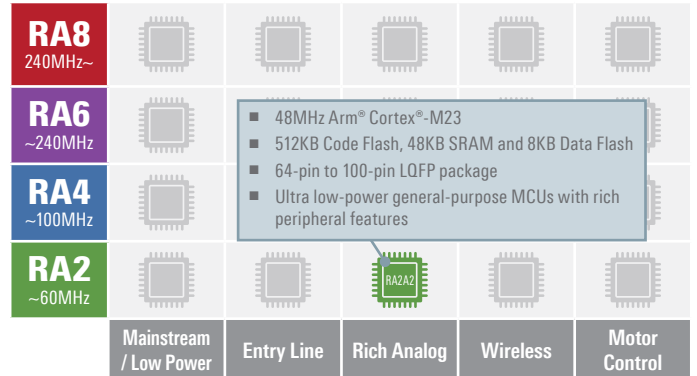 RA8
240MHz~
RA6
~240MHz
RA4
~100MHz
RA2
~60MHz
■ 48MHz Arm® Cortex®-M23
■ 512KB Code Flash, 48KB SRAM and 8KB Data Flash
■ 64-pin to 100-pin LQFP package
■ Ultra low-power general-purpose MCUs with rich
peripheral features
RA2A2
Mainstream
/ Low Power
Entry Line
Rich Analog
Wireless
Motor
Control